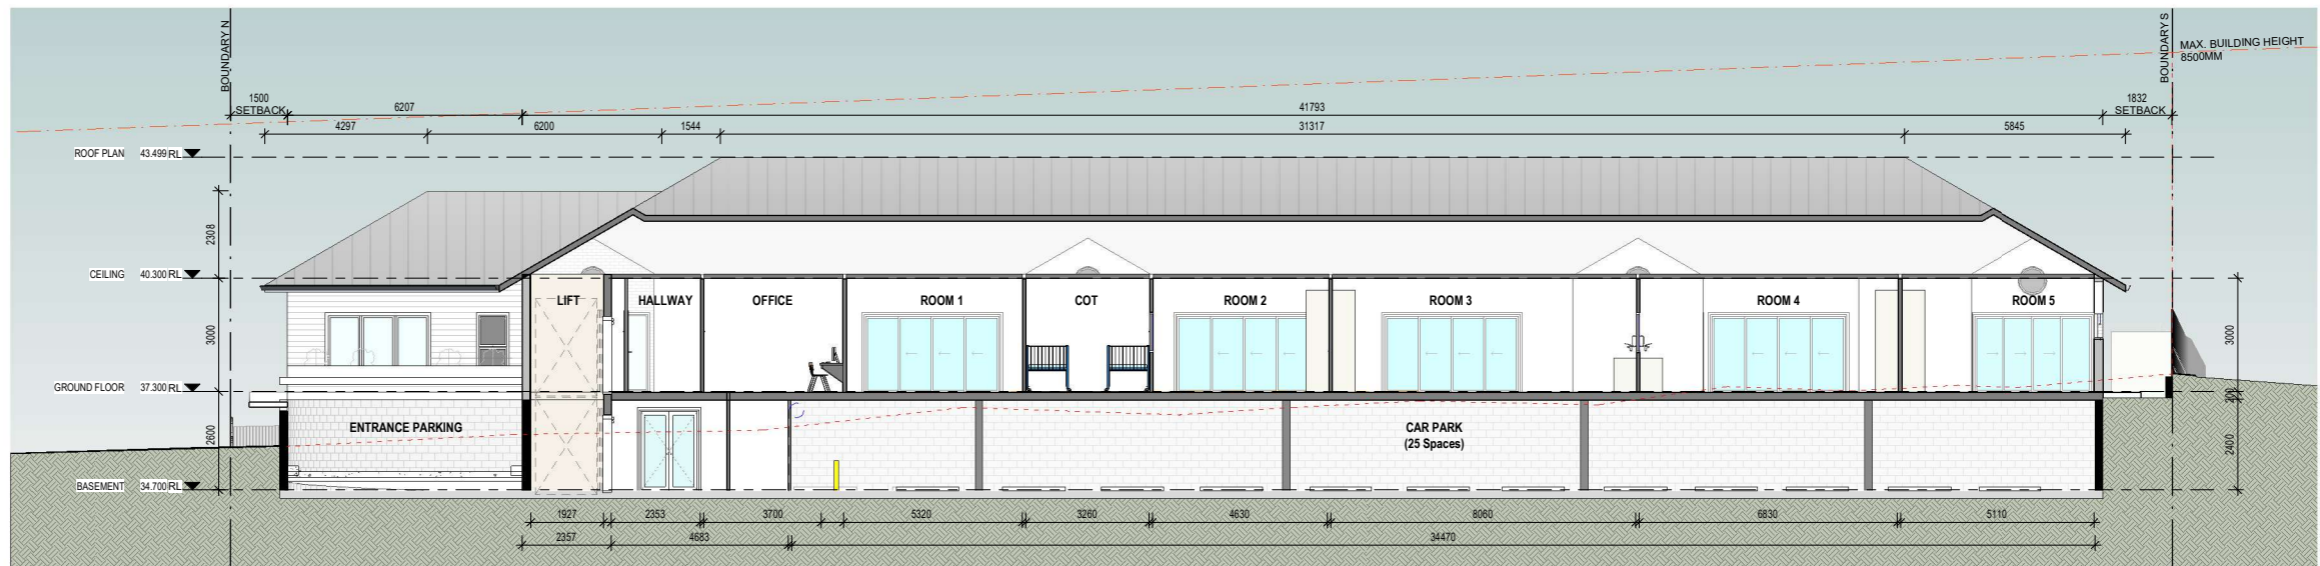 BOUNDARY N
BOUNDARY S
MAX. BUILDING HEIGHT
8500MM
1500
SETBACK
6207
41793
1832
SETBACK
4297
6200
1544
31317
5845
ROOF PLAN 43.499 RL
2308
CEILING 40.300 RL
LIFT
HALLWAY
OFFICE
ROOM 1
COT
ROOM 2
ROOM 3
ROOM 4
ROOM 5
3000
3000
GROUND FLOOR 37.300 RL
ENTRANCE PARKING
CAR PARK
(25 Spaces)
2600
2400
BASEMENT 34.700 RL
1927
2353
3700
5320
3260
4630
8060
6830
5110
2357
4683
34470